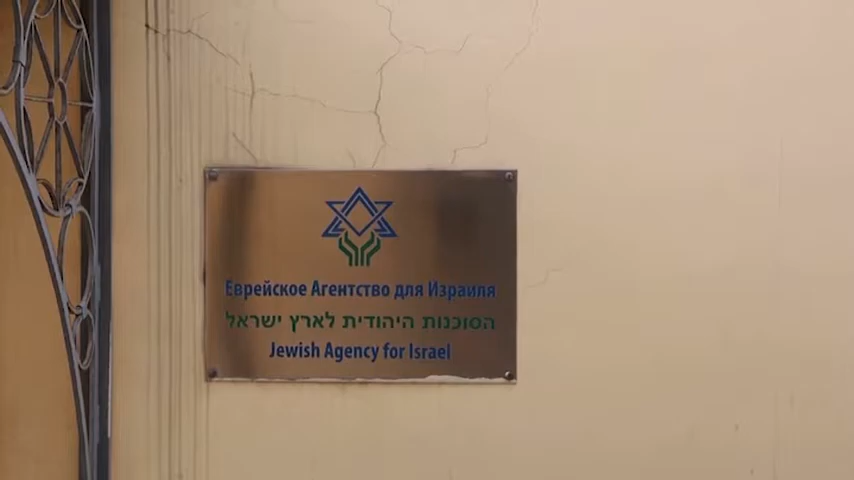 Еврейское Агентство для Израиля
הסוכנות היהודית לארץ ישראל
Jewish Agency for Israel